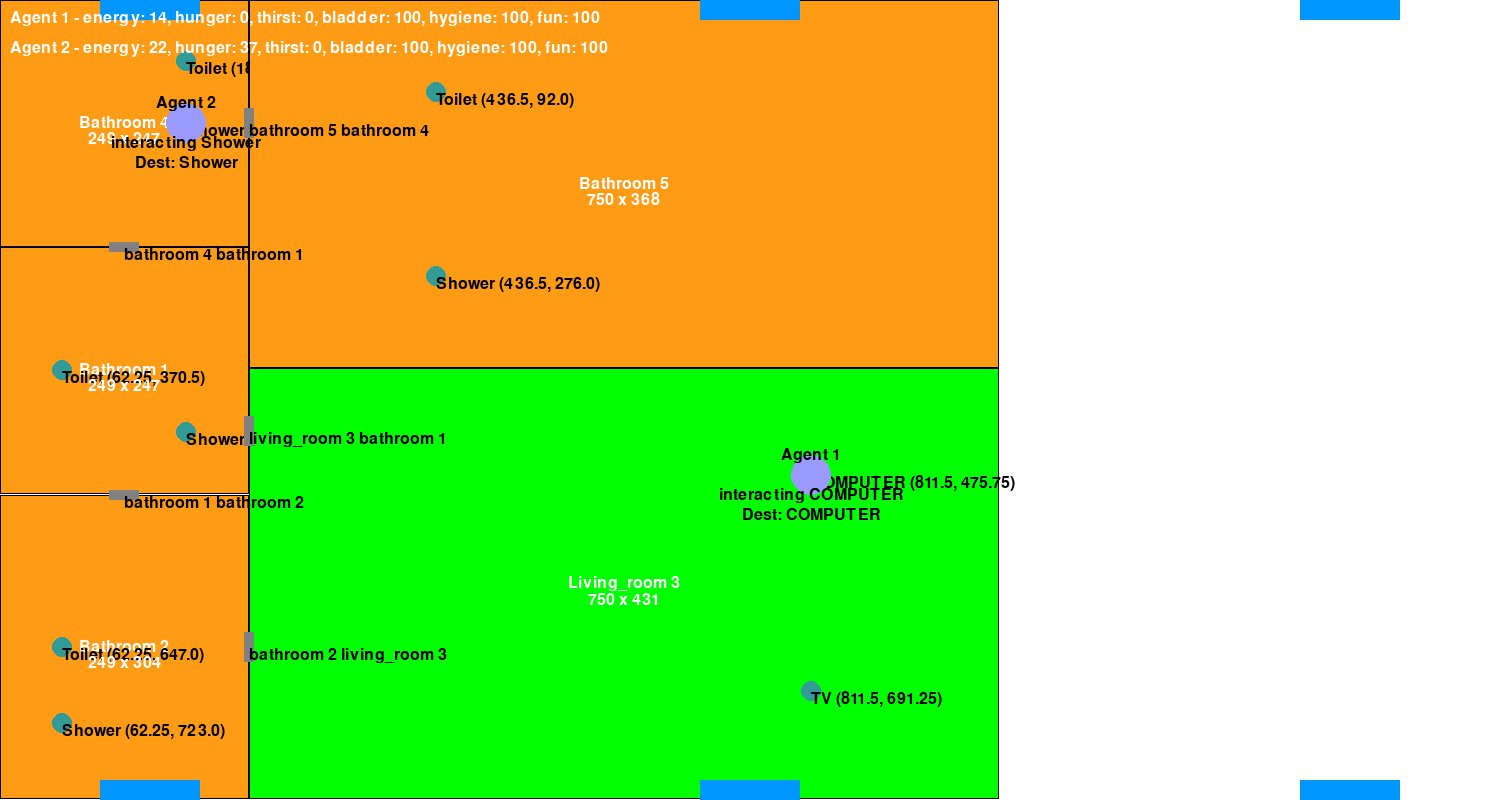 Agent 1 - energy: 14, hunger: 0, thirst: 0, bladder: 100, hygiene: 100, fun: 100
Agent 2 - energy: 22, hunger: 37, thirst: 0, bladder: 100, hygiene: 100, fun: 100
Toilet (18
Toilet (436.5, 92.0)
Agent 2
Bathroom 4
249 x 247
bathroom 5 bathroom 4
interacting Shower
Dest: Shower
Bathroom 5
750 x 368
bathroom 4 bathroom 1
Shower (436.5, 276.0)
Bathroom 1
249 x 247
Toilet (62.25, 370.5)
Shower
living_room 3 bathroom 1
Agent 1
COMPUTER (811.5, 475.75)
interacting COMPUTER
Dest: COMPUTER
bathroom 1 bathroom 2
Living_room 3
750 x 431
Bathroom 2
249 x 304
Toilet (62.25, 647.0)
bathroom 2 living_room 3
TV (811.5, 691.25)
Shower (62.25, 723.0)